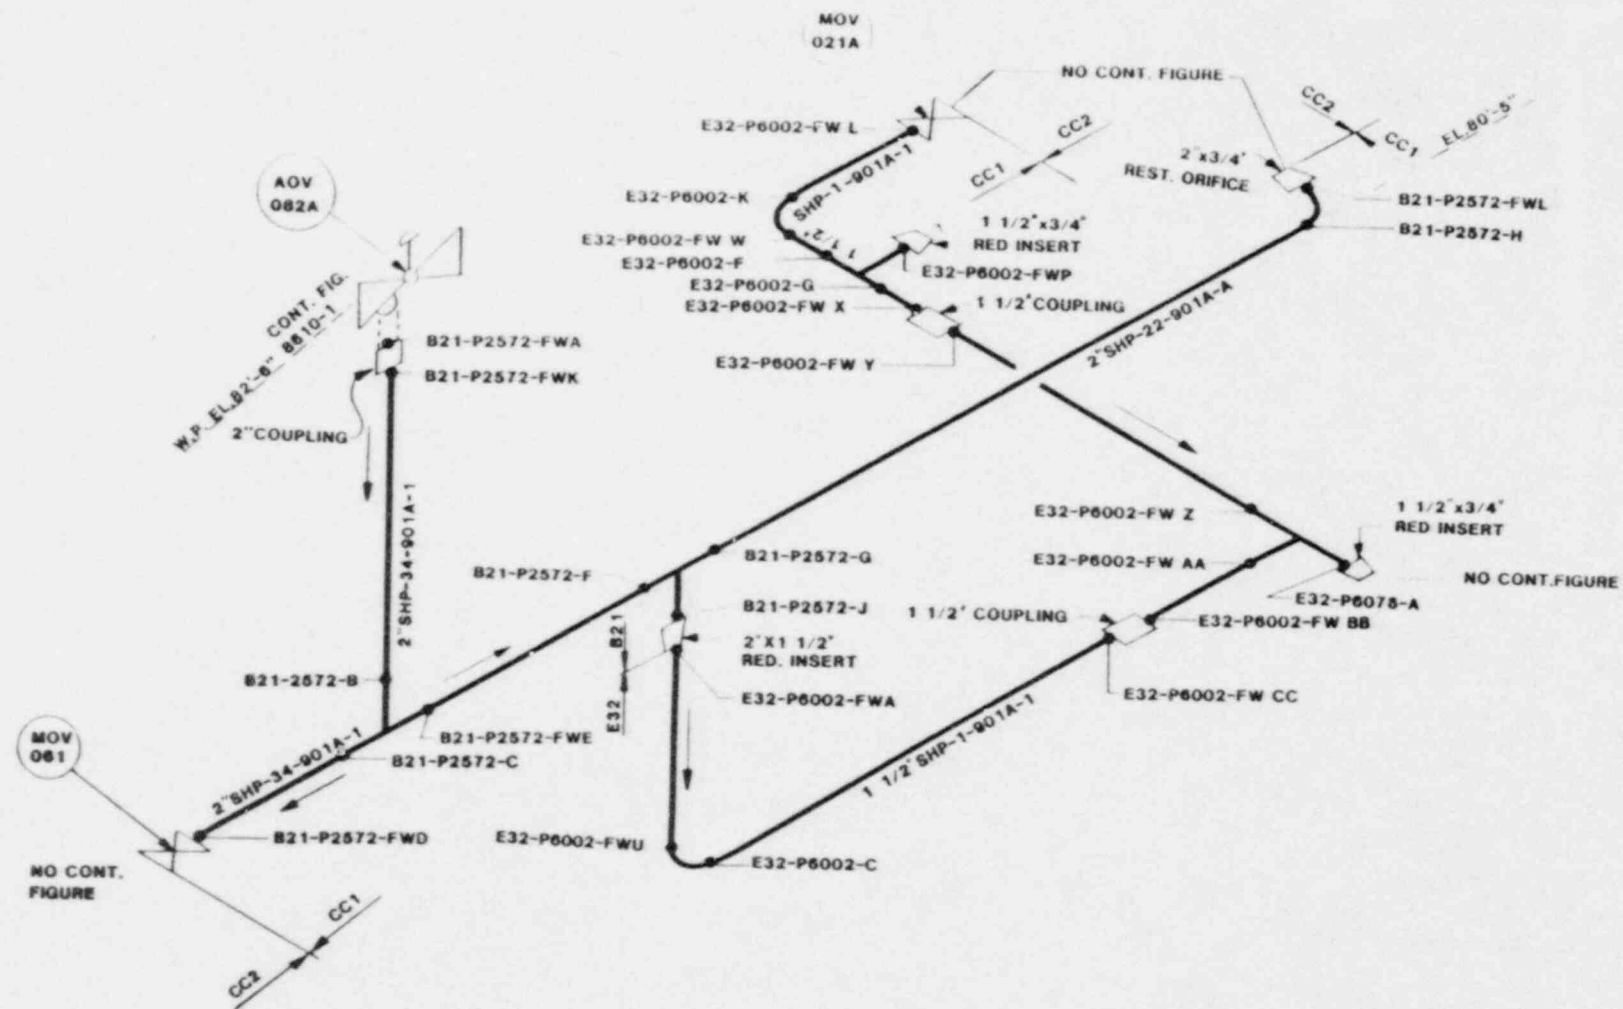 MOV
021A
NO CONT. FIGURE
E32-P6002-FW L
CC2
CC1
CC2
CC1
EL.80'-5"
2"x3/4"
REST. ORIFICE
AOV
082A
E32-P6002-K
SHP-1-901A-1
1 1/2"
1 1/2"x3/4"
RED INSERT
B21-P2572-FWL
B21-P2572-H
E32-P6002-FW W
E32-P6002-F
E32-P6002-FWP
E32-P6002-G
E32-P6002-FW X
1 1/2" COUPLING
CONT. FIG.
8610-1
W.P. EL.82'-6"
B21-P2572-FWA
B21-P2572-FWK
E32-P6002-FW Y
2"SHP-22-901A-A
2"COUPLING
2"SHP-34-901A-1
E32-P6002-FW Z
1 1/2"x3/4"
RED INSERT
B21-P2572-G
B21-P2572-F
E32-P6002-FW AA
NO CONT.FIGURE
E32-P6075-A
B21-P2572-J
1 1/2" COUPLING
E32-P6002-FW BB
B21
E32
2"X1 1/2"
RED. INSERT
B21-2572-B
E32-P6002-FWA
E32-P6002-FW CC
MOV
061
B21-P2572-FWE
B21-P2572-C
2"SHP-34-901A-1
1 1/2" SHP-1-901A-1
B21-P2572-FWD
E32-P6002-FWU
E32-P6002-C
NO CONT.
FIGURE
CC1
CC2